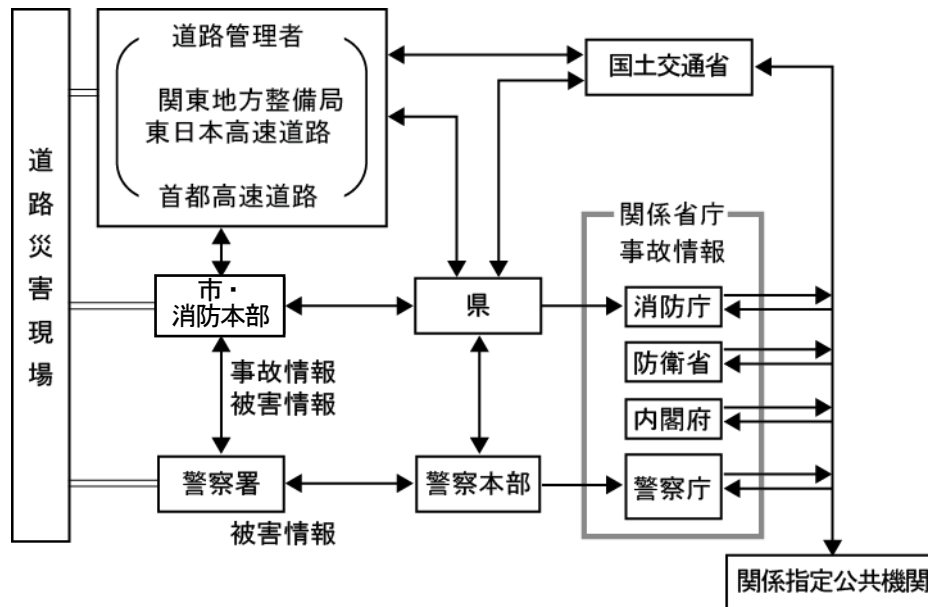 道路災害現場
道路管理者
関東地方整備局
東日本高速道路
首都高速道路
国土交通省
関係省庁
事故情報
市・
消防本部
県
消防庁
防衛省
内閣府
警察庁
事故情報
被害情報
警察署
警察本部
被害情報
関係指定公共機関